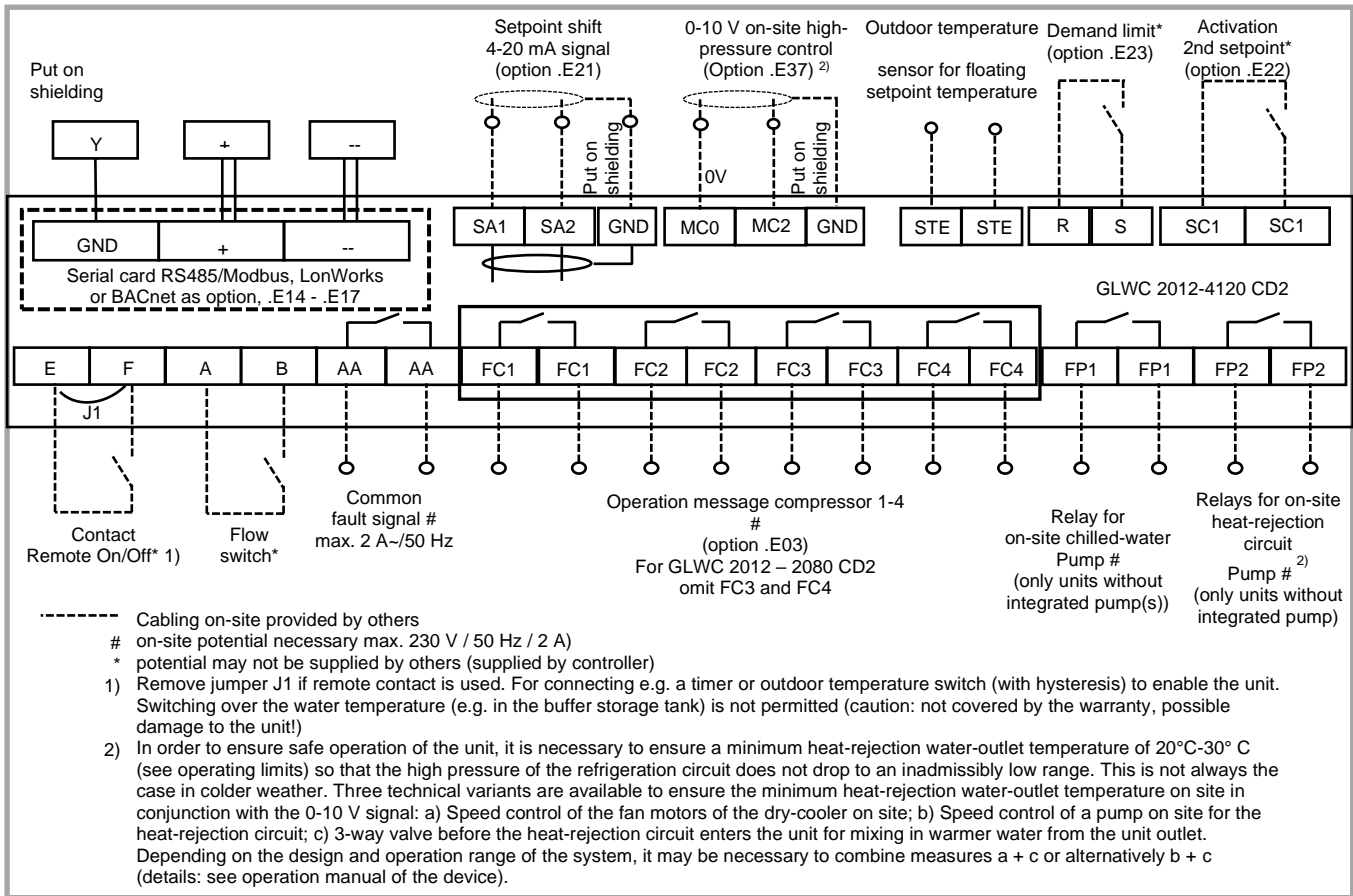 Put on
shielding
Setpoint shift
4-20 mA signal
(option .E21)
0-10 V on-site high-
pressure control
(Option .E37) 2)
Outdoor temperature
sensor for floating
setpoint temperature
Demand limit*
(option .E23)
Activation
2nd setpoint*
(option .E22)
Y
+
--
Put on
shielding
0V
Put on
shielding
GND
+
--
Serial card RS485/Modbus, LonWorks
or BACnet as option, .E14 - .E17
SA1
SA2
GND
MC0
MC2
GND
STE
STE
R
S
SC1
SC1
GLWC 2012-4120 CD2
E
F
A
B
AA
AA
FC1
FC1
FC2
FC2
FC3
FC3
FC4
FC4
FP1
FP1
FP2
FP2
J1
Contact
Remote On/Off* 1)
Flow
switch*
Common
fault signal #
max. 2 A~/50 Hz
Operation message compressor 1-4
#
(option .E03)
For GLWC 2012 – 2080 CD2
omit FC3 and FC4
Relay for
on-site chilled-water
Pump #
(only units without
integrated pump(s))
Relays for on-site
heat-rejection
circuit
Pump # 2)
(only units without
integrated pump)
Cabling on-site provided by others
# on-site potential necessary max. 230 V / 50 Hz / 2 A)
* potential may not be supplied by others (supplied by controller)
1) Remove jumper J1 if remote contact is used. For connecting e.g. a timer or outdoor temperature switch (with hysteresis) to enable the unit.
Switching over the water temperature (e.g. in the buffer storage tank) is not permitted (caution: not covered by the warranty, possible
damage to the unit!)
2) In order to ensure safe operation of the unit, it is necessary to ensure a minimum heat-rejection water-outlet temperature of 20°C-30° C
(see operating limits) so that the high pressure of the refrigeration circuit does not drop to an inadmissibly low range. This is not always the
case in colder weather. Three technical variants are available to ensure the minimum heat-rejection water-outlet temperature on site in
conjunction with the 0-10 V signal: a) Speed control of the fan motors of the dry-cooler on site; b) Speed control of a pump on site for the
heat-rejection circuit; c) 3-way valve before the heat-rejection circuit enters the unit for mixing in warmer water from the unit outlet.
Depending on the design and operation range of the system, it may be necessary to combine measures a + c or alternatively b + c
(details: see operation manual of the device).